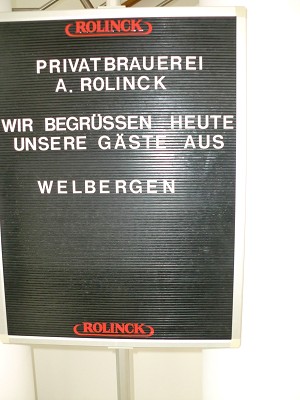 ROLINCK
PRIVATBRAUEREI
A. ROLINCK
WIR BEGRÜSSEN HEUTE
UNSERE GÄSTE AUS
WELBERGEN
ROLINCK